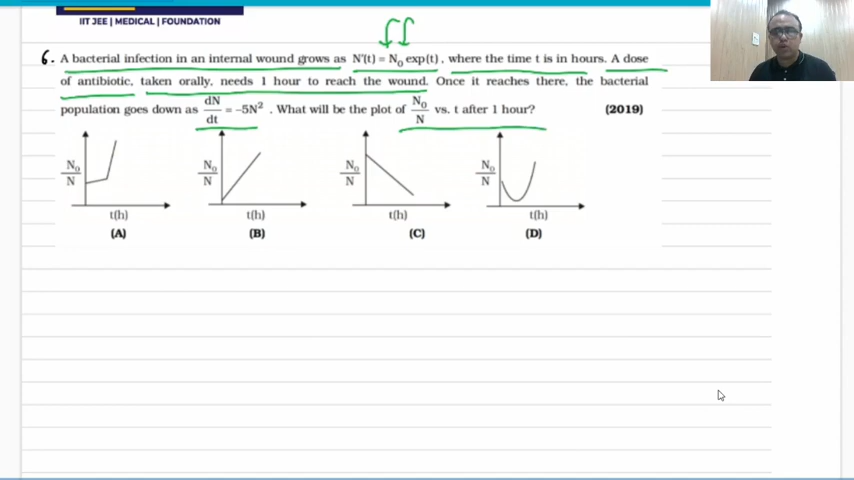 IIT JEE | MEDICAL | FOUNDATION
6. A bacterial infection in an internal wound grows as N'(t) = N₀ exp(t), where the time t is in hours. A dose
of antibiotic, taken orally, needs 1 hour to reach the wound. Once it reaches there, the bacterial
population goes down as dN/dt = –5N². What will be the plot of N₀/N vs. t after 1 hour? (2019)
N₀/N N₀/N N₀/N N₀/N
t(h) t(h) t(h) t(h)
(A) (B) (C) (D)